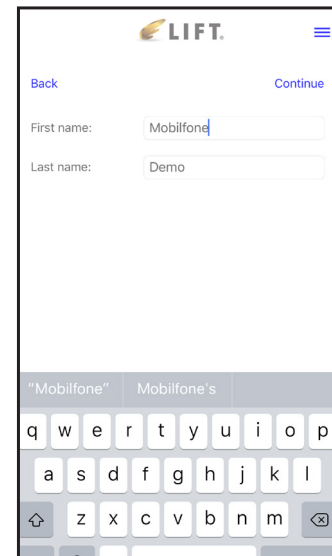 LIFT.
Back Continue
First name: Mobilfone
Last name: Demo
"Mobilfone" Mobilfone's
q w e r t y u i o p
a s d f g h j k l
z x c v b n m